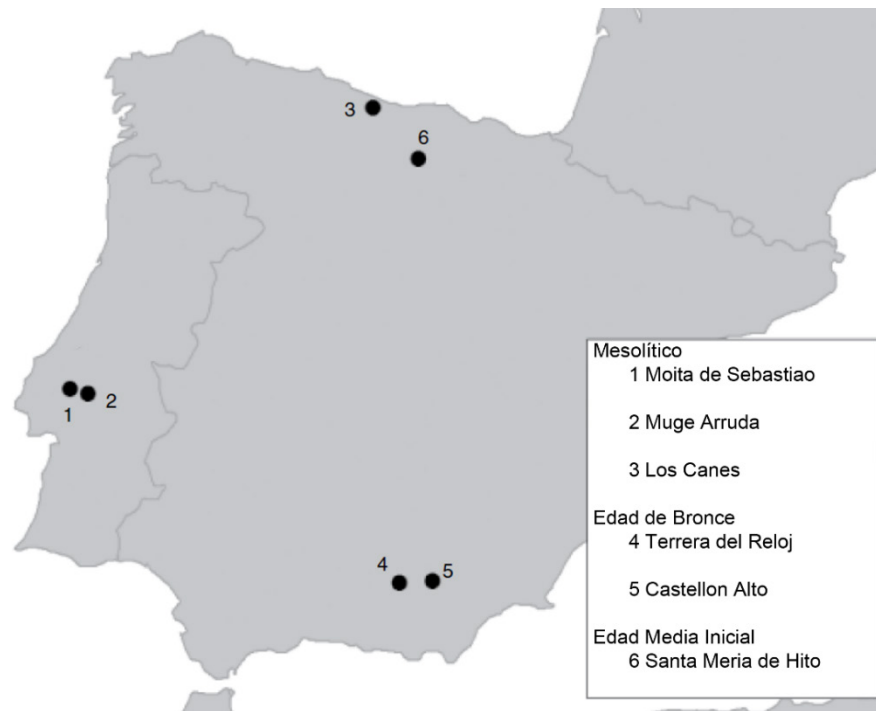 3
6
1
2
4
5
Mesolítico
1 Moita de Sebastiao
2 Muge Arruda
3 Los Canes
Edad de Bronce
4 Terrera del Reloj
5 Castellon Alto
Edad Media Inicial
6 Santa Meria de Hito